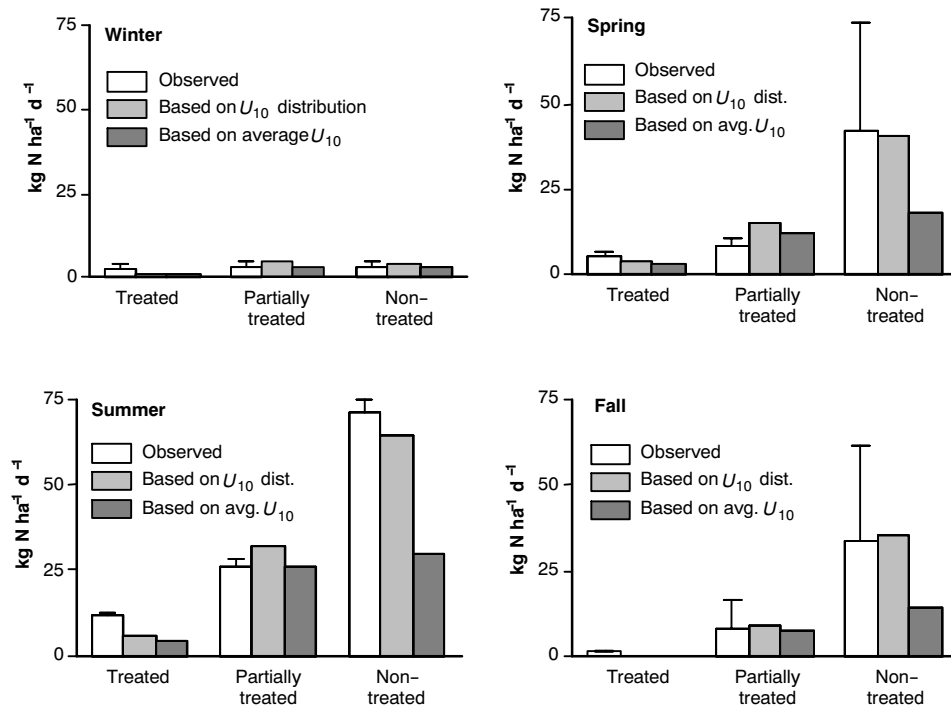 Winter
kg N ha⁻¹ d⁻¹
75
50
25
0
Observed
Based on U₁₀ distribution
Based on average U₁₀
Treated
Partially
treated
Non-
treated
Spring
kg N ha⁻¹ d⁻¹
75
50
25
0
Observed
Based on U₁₀ dist.
Based on avg. U₁₀
Treated
Partially
treated
Non-
treated
Summer
kg N ha⁻¹ d⁻¹
75
50
25
0
Observed
Based on U₁₀ dist.
Based on avg. U₁₀
Treated
Partially
treated
Non-
treated
Fall
kg N ha⁻¹ d⁻¹
75
50
25
0
Observed
Based on U₁₀ dist.
Based on avg. U₁₀
Treated
Partially
treated
Non-
treated